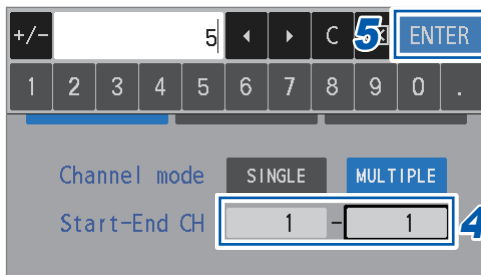 +/- 5 ◀ ▶ C 5 ENTER
1 2 3 4 5 6 7 8 9 0 .
Channel mode SINGLE MULTIPLE
Start-End CH 1 - 1 4